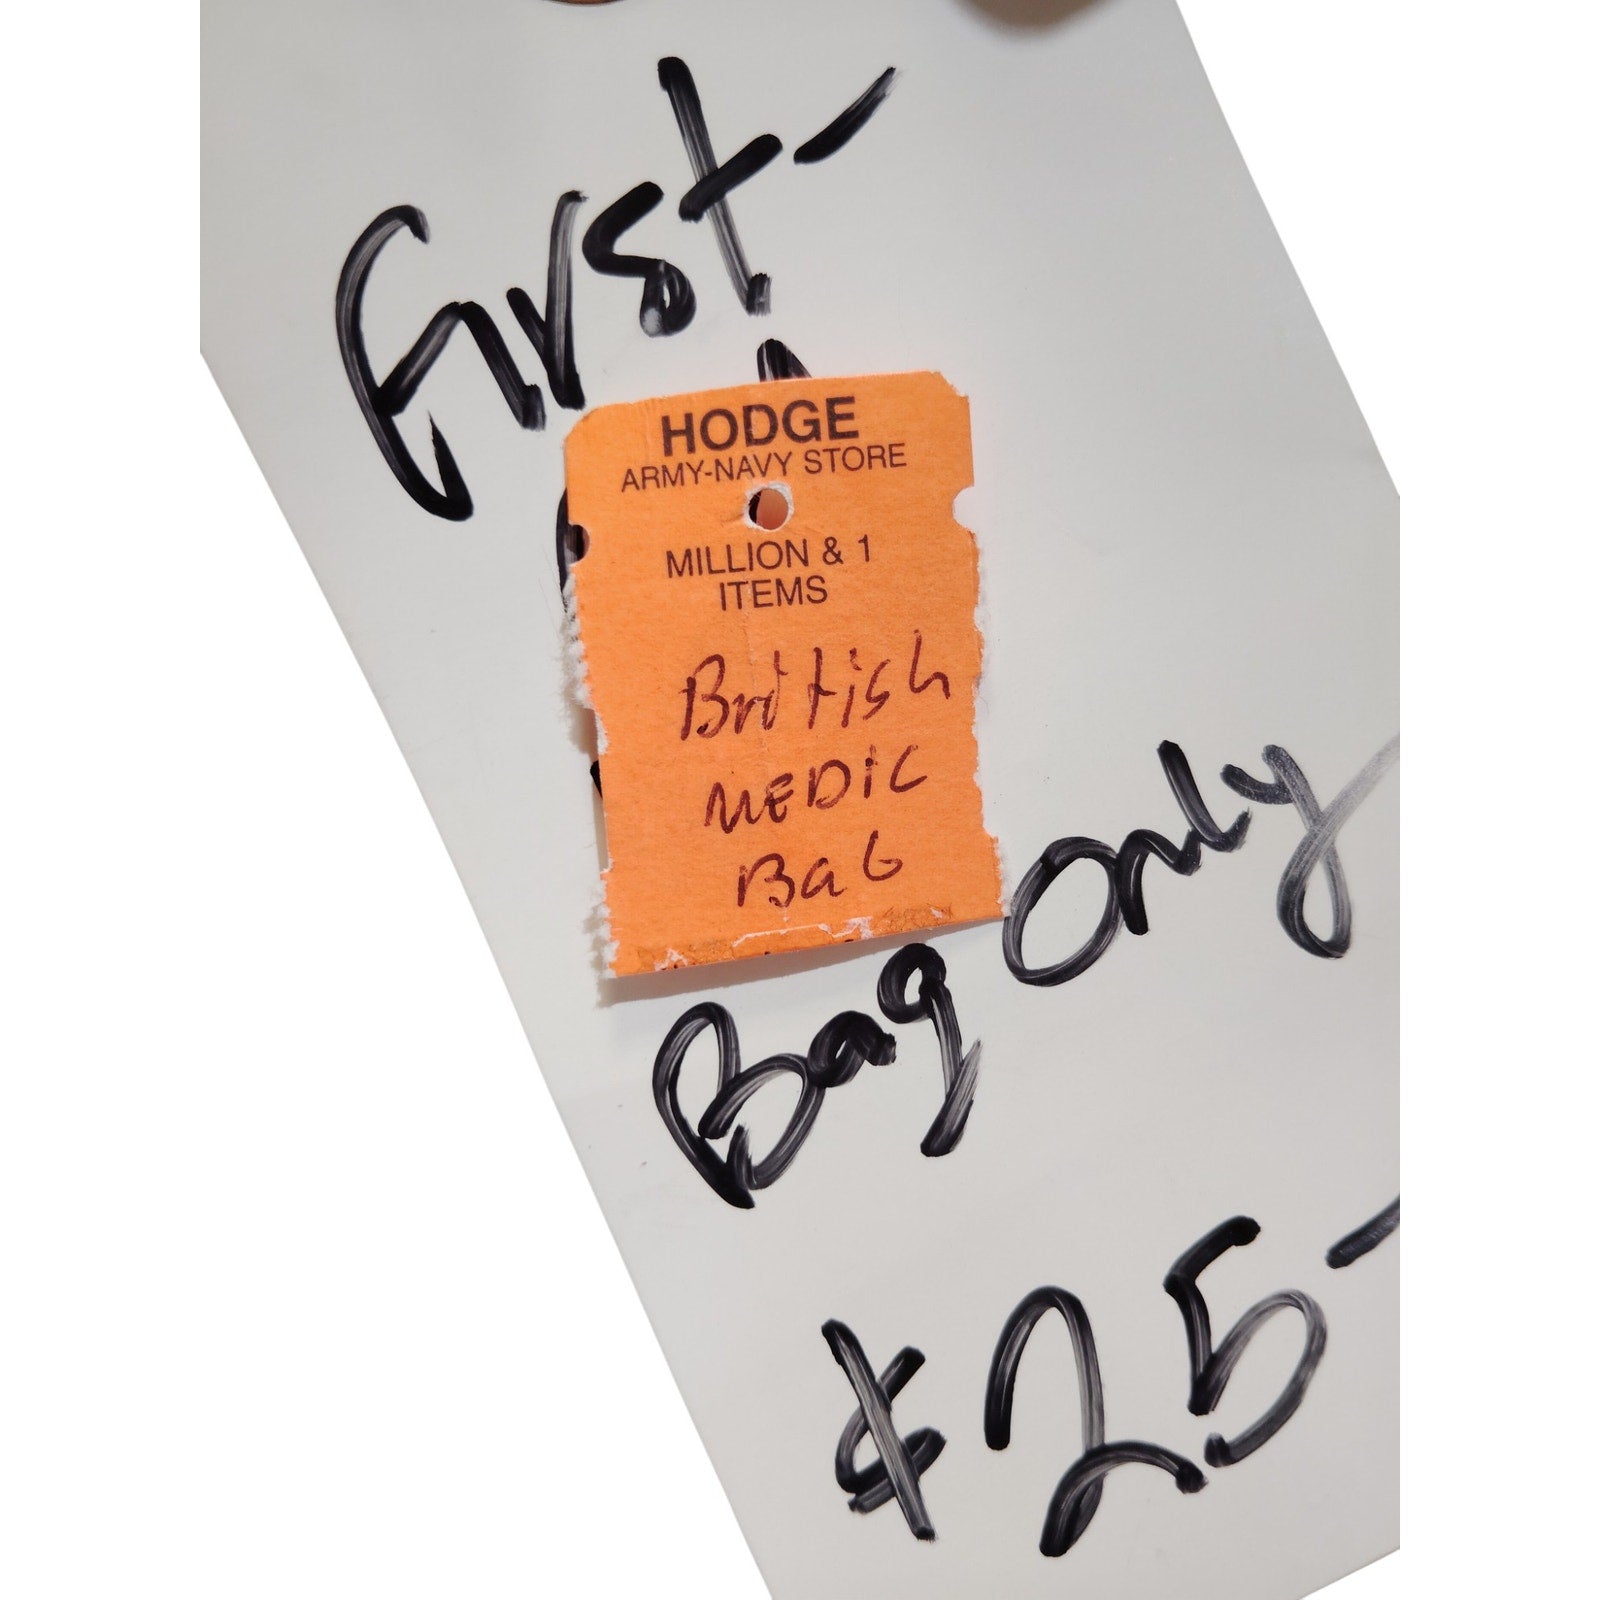 First-
HODGE
ARMY-NAVY STORE
MILLION & 1
ITEMS
British
MEDIC
BaG
Bag Only
$25-